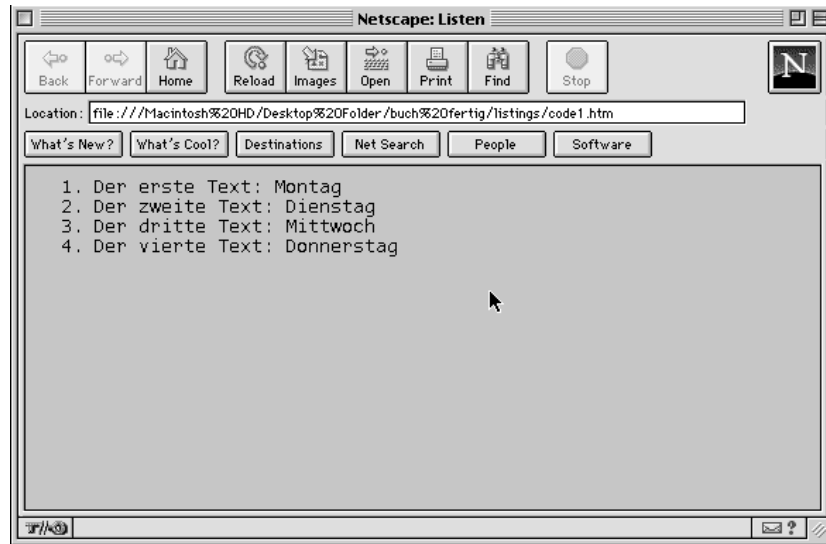 Netscape: Listen
Back Forward Home Reload Images Open Print Find Stop
N
Location: file:///Macintosh%20HD/Desktop%20Folder/buch%20fertig/listings/code1.htm
What's New? What's Cool? Destinations Net Search People Software
1. Der erste Text: Montag
2. Der zweite Text: Dienstag
3. Der dritte Text: Mittwoch
4. Der vierte Text: Donnerstag
?